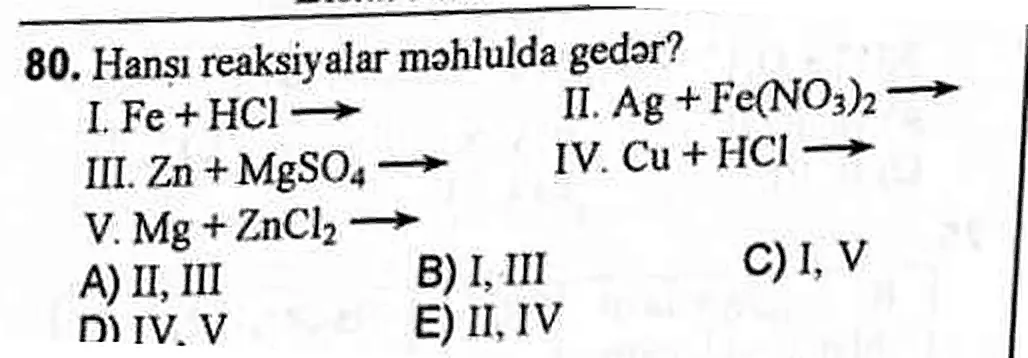 80. Hansı reaksiyalar məhlulda gedər?
I. Fe + HCl ⟶ II. Ag + Fe(NO₃)₂ ⟶
III. Zn + MgSO₄ ⟶ IV. Cu + HCl ⟶
V. Mg + ZnCl₂ ⟶
A) II, III B) I, III C) I, V
D) IV, V E) II, IV